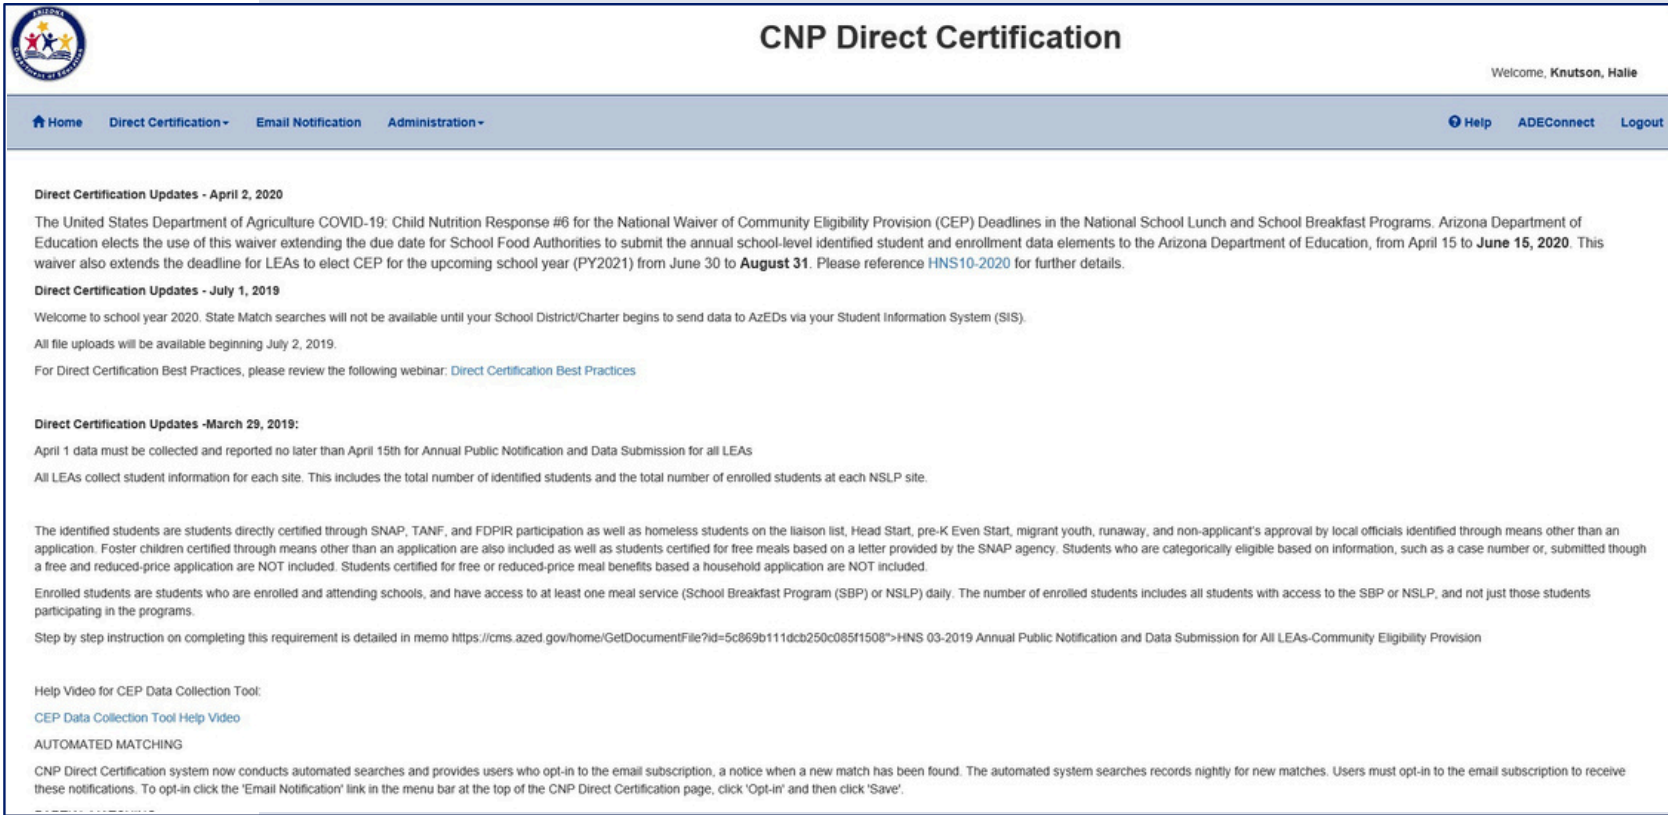 ARIZONA
Department of Education
CNP Direct Certification
Welcome, Knutson, Halie
Home Direct Certification Email Notification Administration Help ADEConnect Logout
Direct Certification Updates - April 2, 2020
The United States Department of Agriculture COVID-19: Child Nutrition Response #6 for the National Waiver of Community Eligibility Provision (CEP) Deadlines in the National School Lunch and School Breakfast Programs. Arizona Department of
Education elects the use of this waiver extending the due date for School Food Authorities to submit the annual school-level identified student and enrollment data elements to the Arizona Department of Education, from April 15 to June 15, 2020. This
waiver also extends the deadline for LEAs to elect CEP for the upcoming school year (PY2021) from June 30 to August 31. Please reference HNS10-2020 for further details.
Direct Certification Updates - July 1, 2019
Welcome to school year 2020. State Match searches will not be available until your School District/Charter begins to send data to AzEDs via your Student Information System (SIS).
All file uploads will be available beginning July 2, 2019.
For Direct Certification Best Practices, please review the following webinar: Direct Certification Best Practices
Direct Certification Updates -March 29, 2019:
April 1 data must be collected and reported no later than April 15th for Annual Public Notification and Data Submission for all LEAs
All LEAs collect student information for each site. This includes the total number of identified students and the total number of enrolled students at each NSLP site.
The identified students are students directly certified through SNAP, TANF, and FDPIR participation as well as homeless students on the liaison list, Head Start, pre-K Even Start, migrant youth, runaway, and non-applicant's approval by local officials identified through means other than an
application. Foster children certified through means other than an application are also included as well as students certified for free meals based on a letter provided by the SNAP agency. Students who are categorically eligible based on information, such as a case number or, submitted though
a free and reduced-price application are NOT included. Students certified for free or reduced-price meal benefits based a household application are NOT included.
Enrolled students are students who are enrolled and attending schools, and have access to at least one meal service (School Breakfast Program (SBP) or NSLP) daily. The number of enrolled students includes all students with access to the SBP or NSLP, and not just those students
participating in the programs.
Step by step instruction on completing this requirement is detailed in memo https://cms.azed.gov/home/GetDocumentFile?id=5c869b111dcb250c085f1508">HNS 03-2019 Annual Public Notification and Data Submission for All LEAs-Community Eligibility Provision
Help Video for CEP Data Collection Tool:
CEP Data Collection Tool Help Video
AUTOMATED MATCHING
CNP Direct Certification system now conducts automated searches and provides users who opt-in to the email subscription, a notice when a new match has been found. The automated system searches records nightly for new matches. Users must opt-in to the email subscription to receive
these notifications. To opt-in click the 'Email Notification' link in the menu bar at the top of the CNP Direct Certification page, click 'Opt-in' and then click 'Save'.